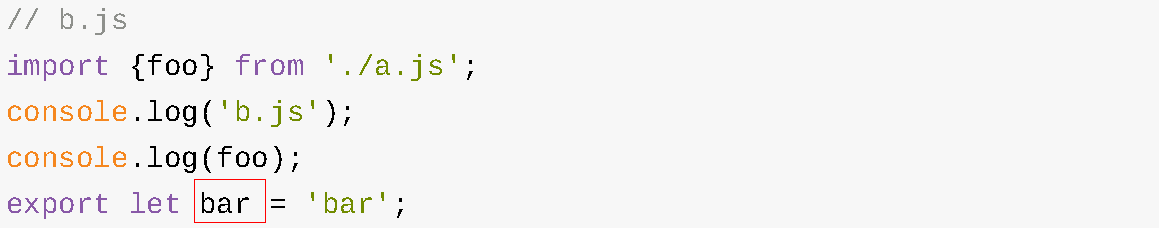 // b.js
import {foo} from './a.js';
console.log('b.js');
console.log(foo);
export let bar = 'bar';